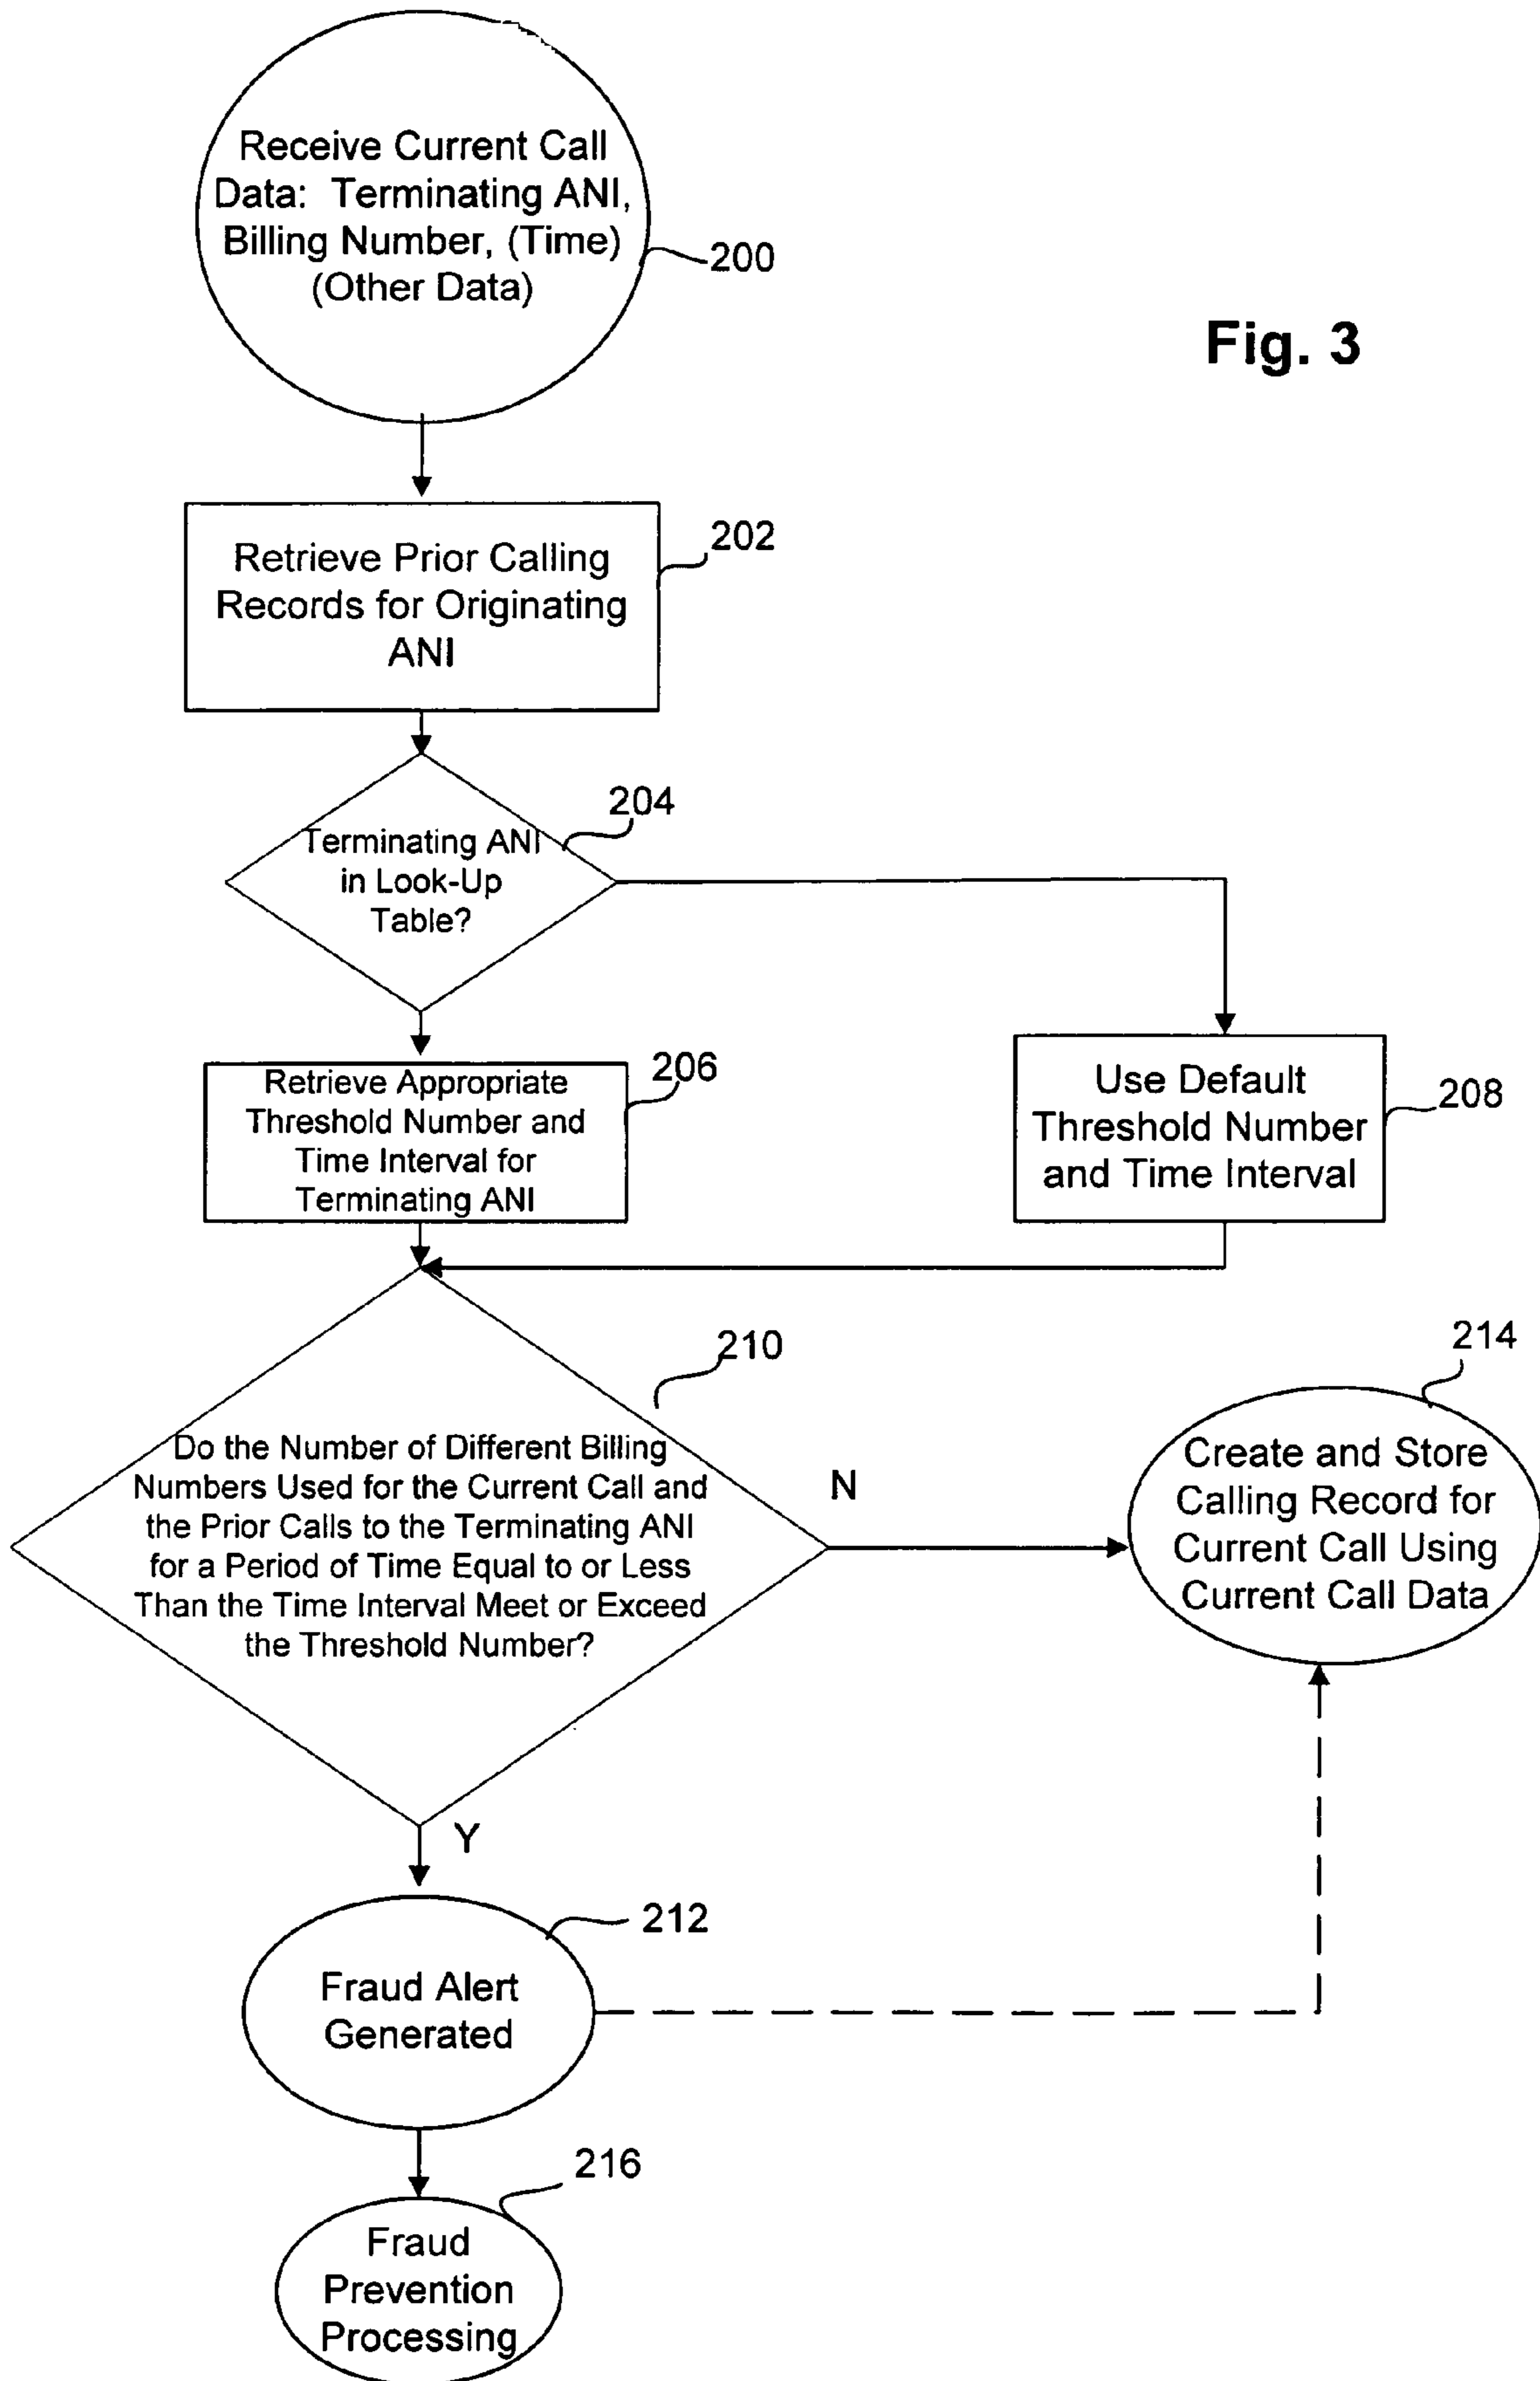 Receive Current Call
Data: Terminating ANI,
Billing Number, (Time)
(Other Data)
200
Fig. 3
202
Retrieve Prior Calling
Records for Originating
ANI
204
Terminating ANI
in Look-Up
Table?
206
Retrieve Appropriate
Threshold Number and
Time Interval for
Terminating ANI
Use Default
Threshold Number
and Time Interval
208
210
Do the Number of Different Billing
Numbers Used for the Current Call and
the Prior Calls to the Terminating ANI
for a Period of Time Equal to or Less
Than the Time Interval Meet or Exceed
the Threshold Number?
N
214
Create and Store
Calling Record for
Current Call Using
Current Call Data
Y
212
Fraud Alert
Generated
216
Fraud
Prevention
Processing